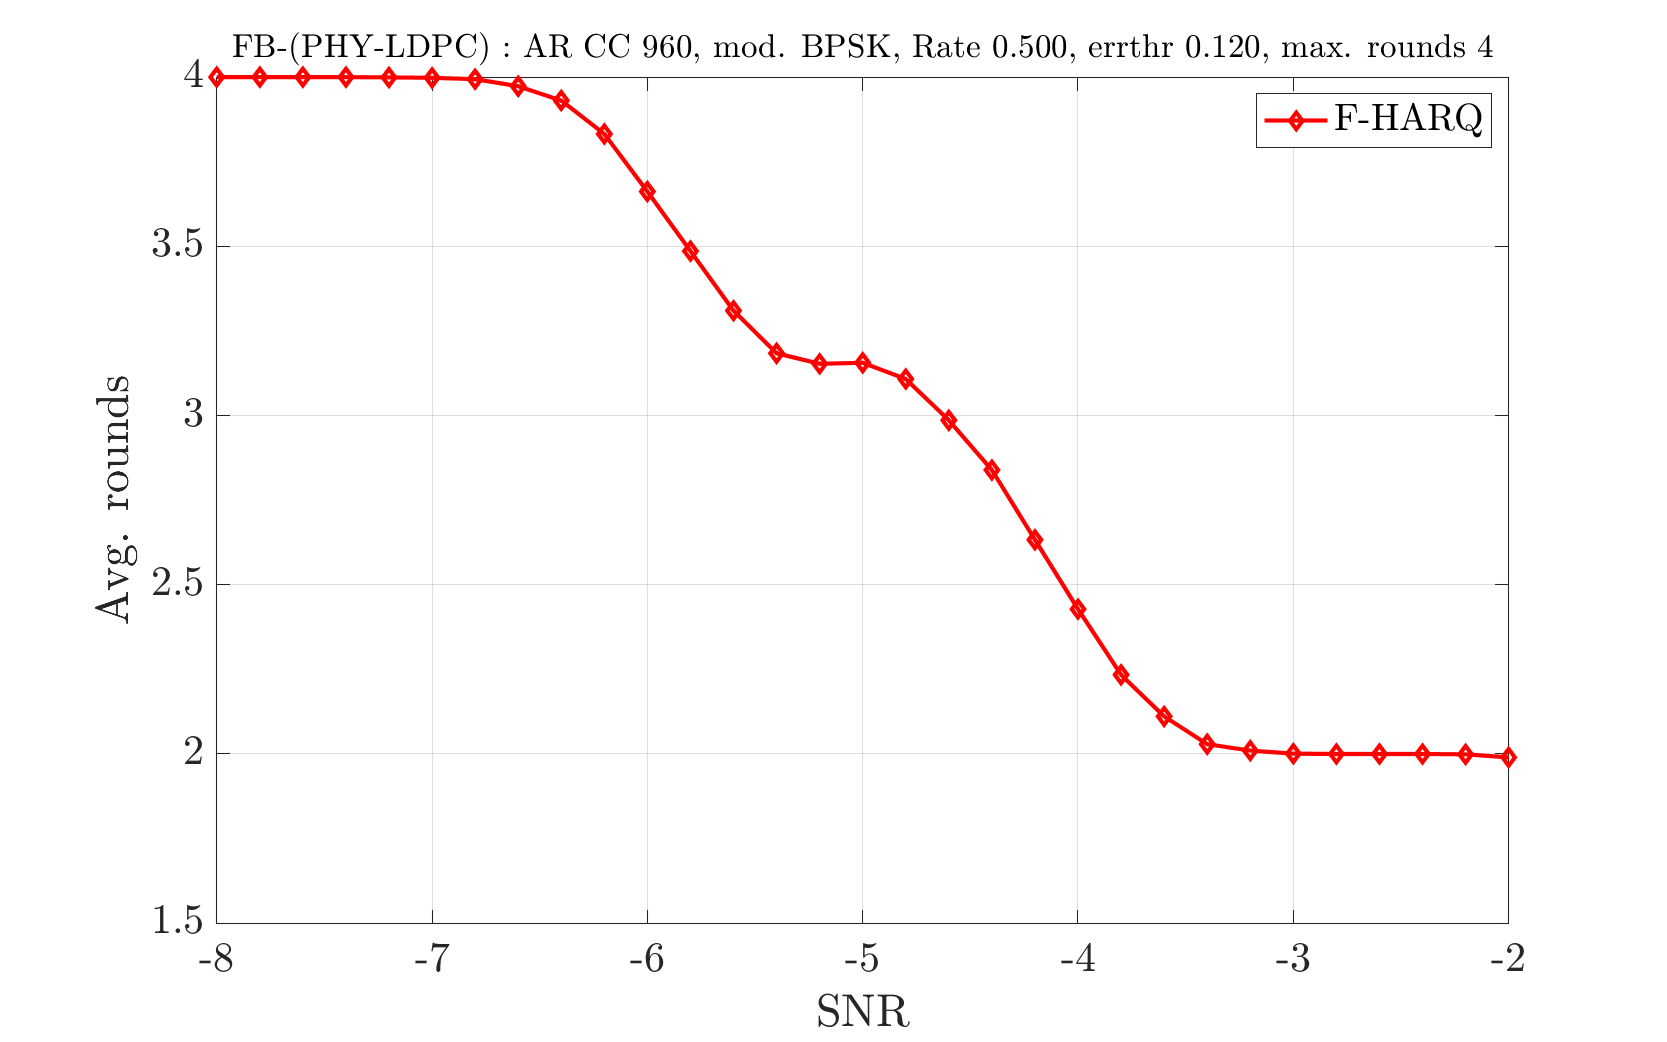 FB-(PHY-LDPC) : AR CC 960, mod. BPSK, Rate 0.500, errthr 0.120, max. rounds 4
F-HARQ
4
3.5
3
2.5
2
1.5
Avg. rounds
-8 -7 -6 -5 -4 -3 -2
SNR